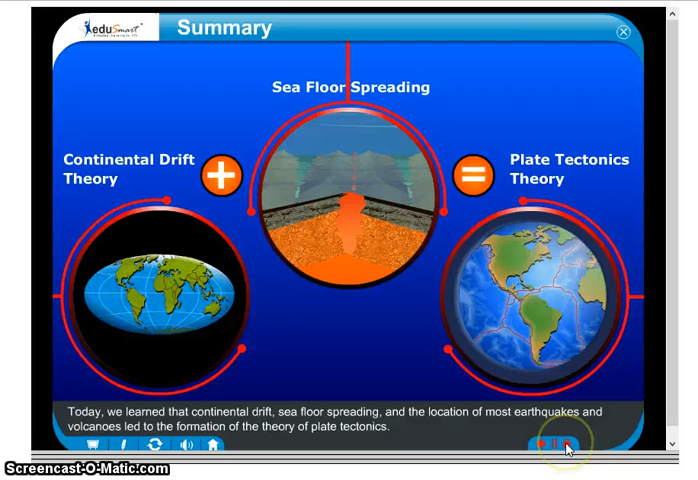 eduSmart
Summary
Sea Floor Spreading
Continental Drift
Theory
+
=
Plate Tectonics
Theory
Today, we learned that continental drift, sea floor spreading, and the location of most earthquakes and
volcanoes led to the formation of the theory of plate tectonics.
Screencast-O-Matic.com